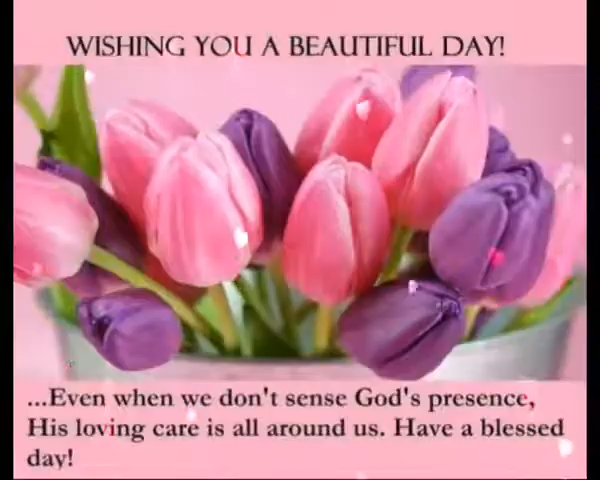 WISHING YOU A BEAUTIFUL DAY!
...Even when we don't sense God's presence,
His loving care is all around us. Have a blessed
day!